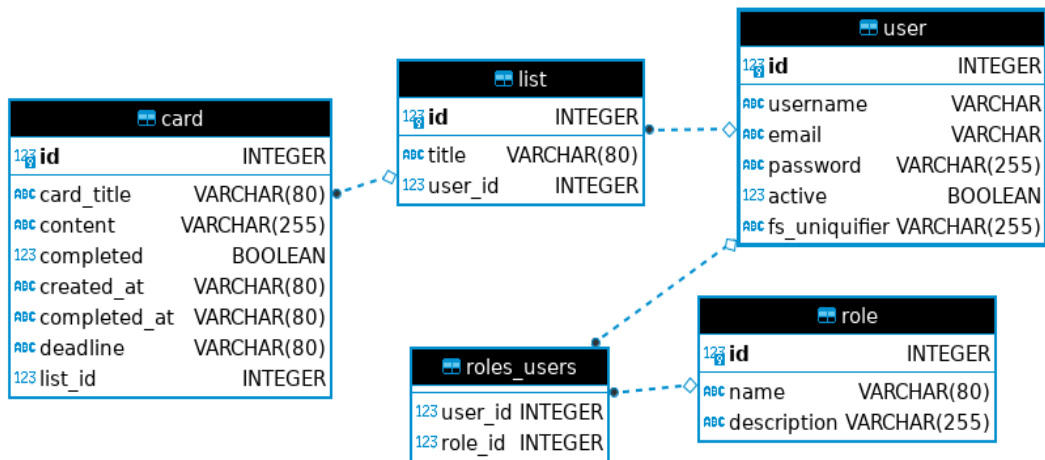 card
id INTEGER
card_title VARCHAR(80)
content VARCHAR(255)
completed BOOLEAN
created_at VARCHAR(80)
completed_at VARCHAR(80)
deadline VARCHAR(80)
list_id INTEGER
list
id INTEGER
title VARCHAR(80)
user_id INTEGER
user
id INTEGER
username VARCHAR
email VARCHAR
password VARCHAR(255)
active BOOLEAN
fs_uniquifier VARCHAR(255)
roles_users
user_id INTEGER
role_id INTEGER
role
id INTEGER
name VARCHAR(80)
description VARCHAR(255)